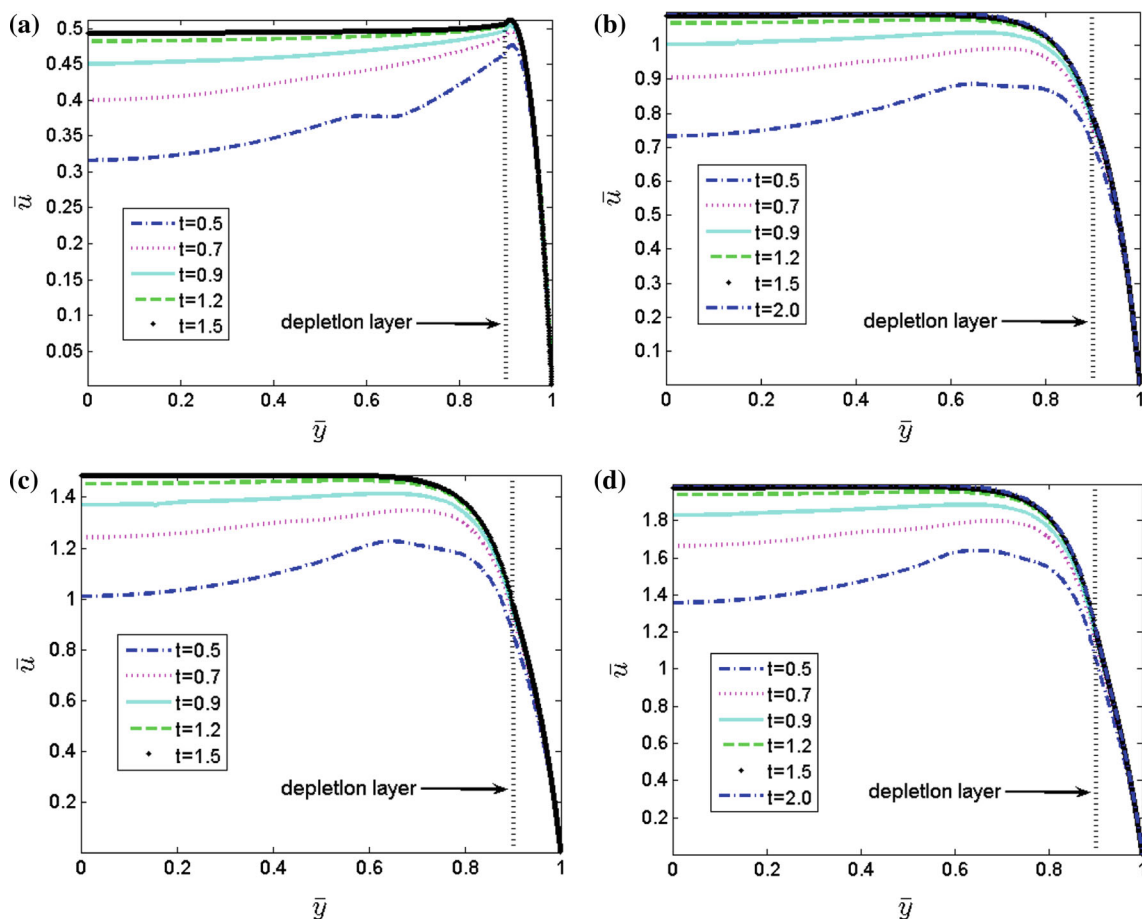 (a)
0.5
0.45
0.4
0.35
0.3
0.25
0.2
0.15
0.1
0.05
ū
t=0.5
t=0.7
t=0.9
t=1.2
t=1.5
depletion layer
0 0.2 0.4 0.6 0.8 1
ȳ
(b)
1
0.9
0.8
0.7
0.6
0.5
0.4
0.3
0.2
0.1
ū
t=0.5
t=0.7
t=0.9
t=1.2
t=1.5
t=2.0
depletion layer
0 0.2 0.4 0.6 0.8 1
ȳ
(c)
1.4
1.2
1
0.8
0.6
0.4
0.2
ū
t=0.5
t=0.7
t=0.9
t=1.2
t=1.5
depletion layer
0 0.2 0.4 0.6 0.8 1
ȳ
(d)
1.8
1.6
1.4
1.2
1
0.8
0.6
0.4
0.2
ū
t=0.5
t=0.7
t=0.9
t=1.2
t=1.5
t=2.0
depletion layer
0 0.2 0.4 0.6 0.8 1
ȳ